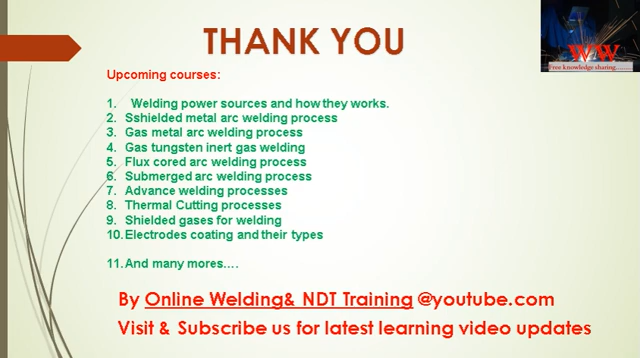 THANK YOU
WW
Free knowledge sharing........
Upcoming courses:
1. Welding power sources and how they works.
2. Sshielded metal arc welding process
3. Gas metal arc welding process
4. Gas tungsten inert gas welding
5. Flux cored arc welding process
6. Submerged arc welding process
7. Advance welding processes
8. Thermal Cutting processes
9. Shielded gases for welding
10. Electrodes coating and their types
11. And many mores....
By Online Welding& NDT Training @youtube.com
Visit & Subscribe us for latest learning video updates